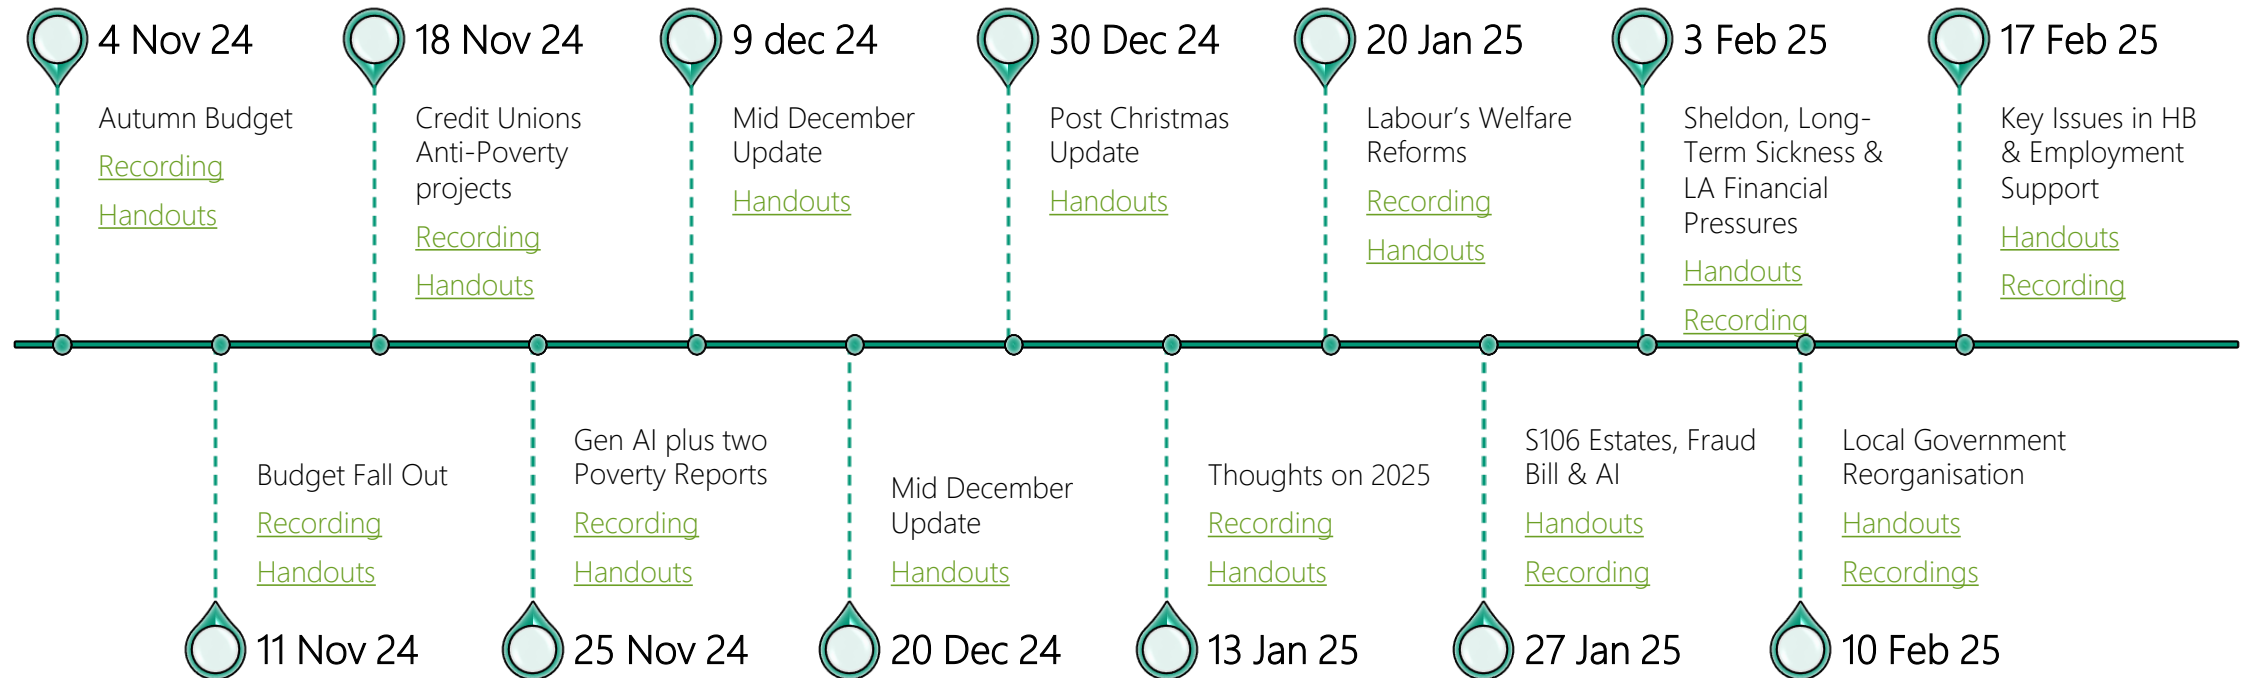 4 Nov 24
Autumn Budget
Recording
Handouts
18 Nov 24
Credit Unions
Anti-Poverty
projects
Recording
Handouts
9 dec 24
Mid December
Update
Handouts
30 Dec 24
Post Christmas
Update
Handouts
20 Jan 25
Labour’s Welfare
Reforms
Recording
Handouts
3 Feb 25
Sheldon, Long-
Term Sickness &
LA Financial
Pressures
Handouts
Recording
17 Feb 25
Key Issues in HB
& Employment
Support
Handouts
Recording
Budget Fall Out
Recording
Handouts
11 Nov 24
Gen AI plus two
Poverty Reports
Recording
Handouts
25 Nov 24
Mid December
Update
Handouts
20 Dec 24
Thoughts on 2025
Recording
Handouts
13 Jan 25
S106 Estates, Fraud
Bill & AI
Handouts
Recording
27 Jan 25
Local Government
Reorganisation
Handouts
Recordings
10 Feb 25